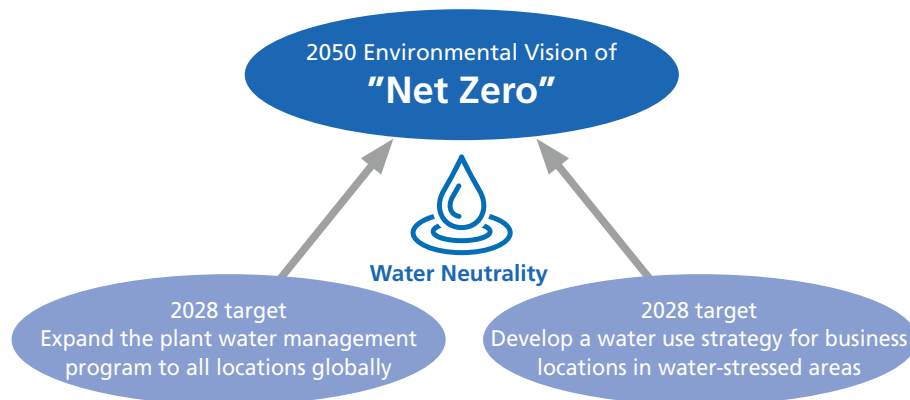 2050 Environmental Vision of
"Net Zero"
Water Neutrality
2028 target
Expand the plant water management
program to all locations globally
2028 target
Develop a water use strategy for business
locations in water-stressed areas